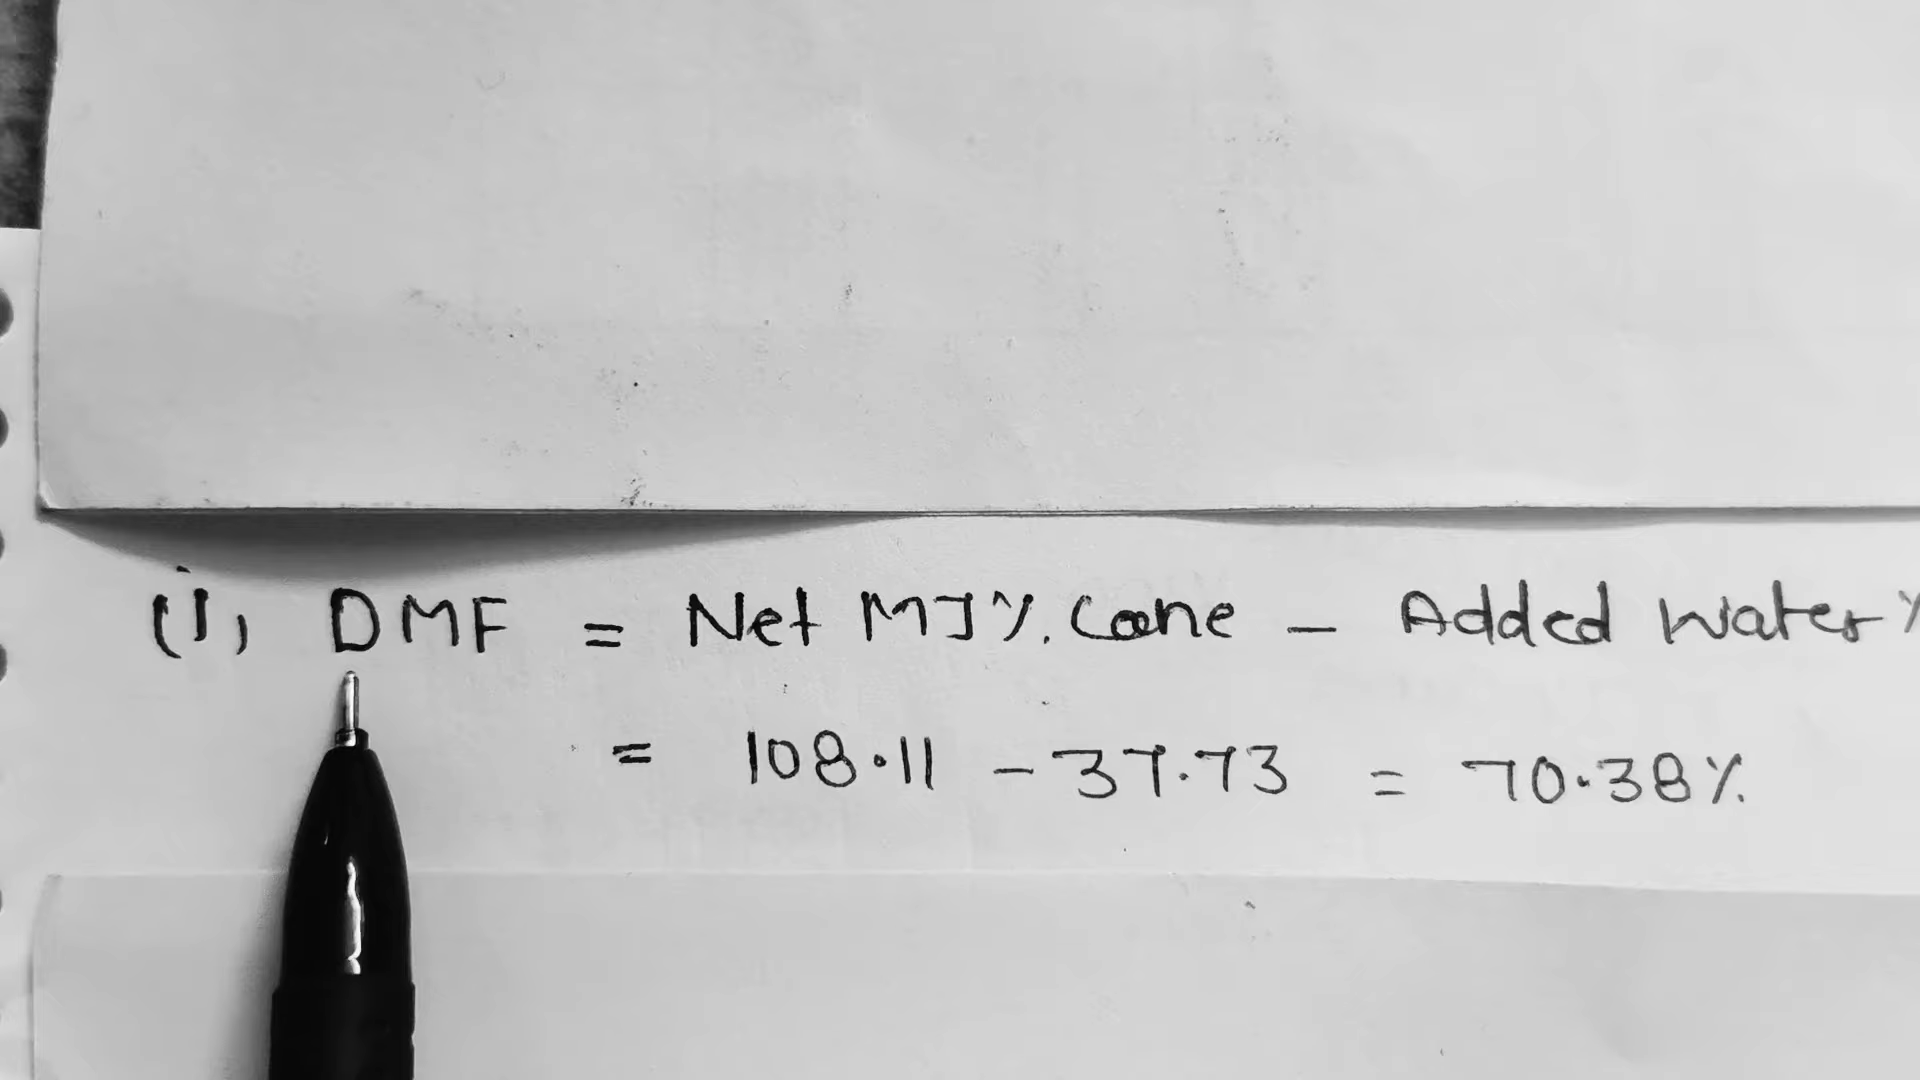 (i) DMF = Net MJ%. Cane - Added Water %
= 108.11 - 37.73 = 70.38%